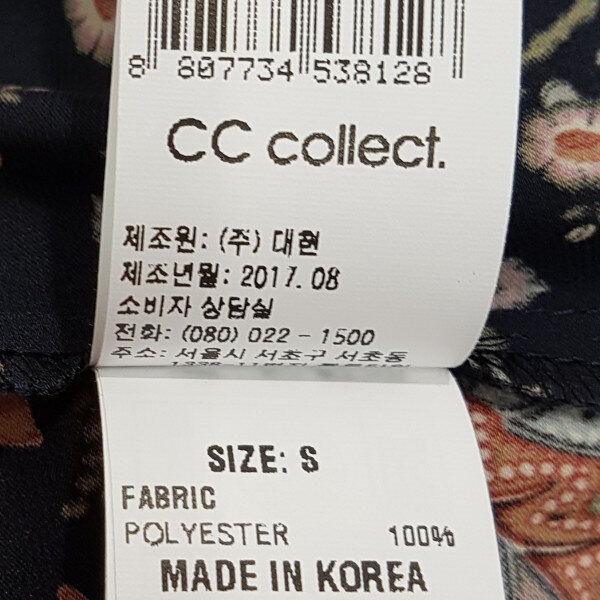 8 807734 538128
CC collect.
제조원: (주) 대현
제조년월: 2017. 08
소비자 상담실
전화: (080) 022 - 1500
주소: 서울시 서초구 서초동
SIZE: S
FABRIC
POLYESTER 100%
MADE IN KOREA